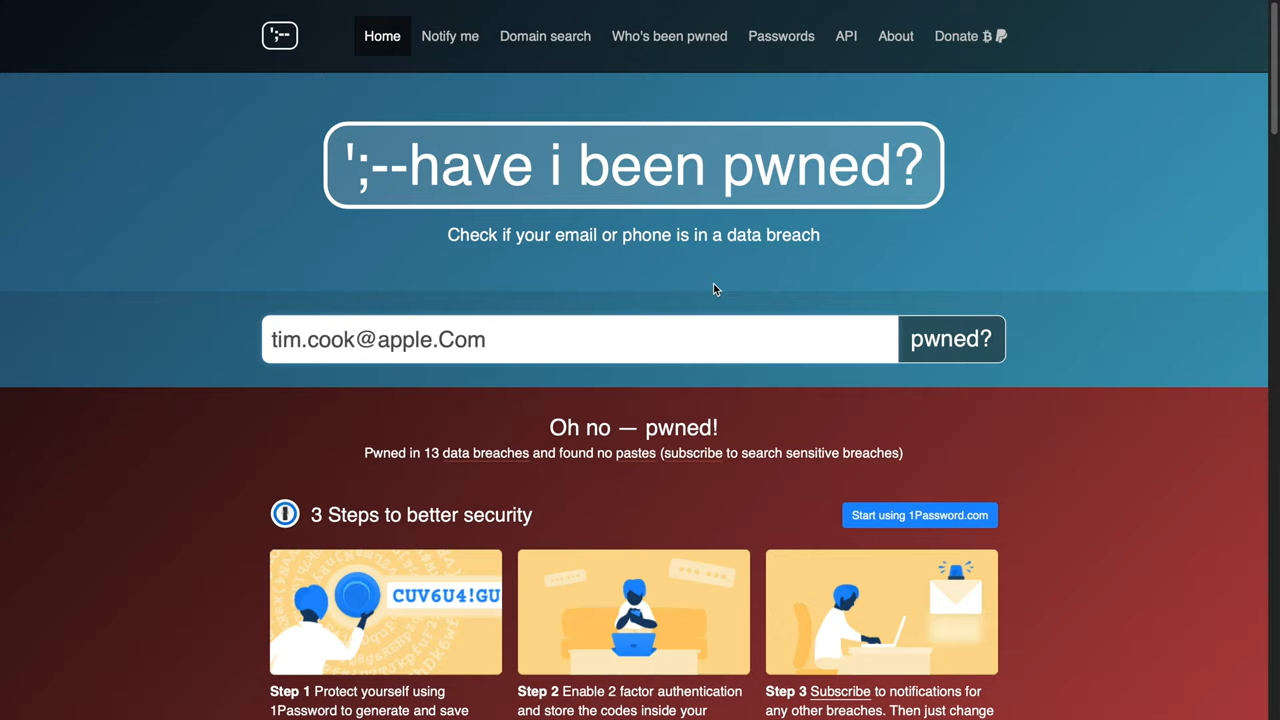 ';--
Home
Notify me
Domain search
Who's been pwned
Passwords
API
About
Donate
';--have i been pwned?
Check if your email or phone is in a data breach
tim.cook@apple.Com
pwned?
Oh no — pwned!
Pwned in 13 data breaches and found no pastes (subscribe to search sensitive breaches)
3 Steps to better security
Start using 1Password.com
CUV6U4!GU
Step 1 Protect yourself using
1Password to generate and save
Step 2 Enable 2 factor authentication
and store the codes inside your
Step 3 Subscribe to notifications for
any other breaches. Then just change